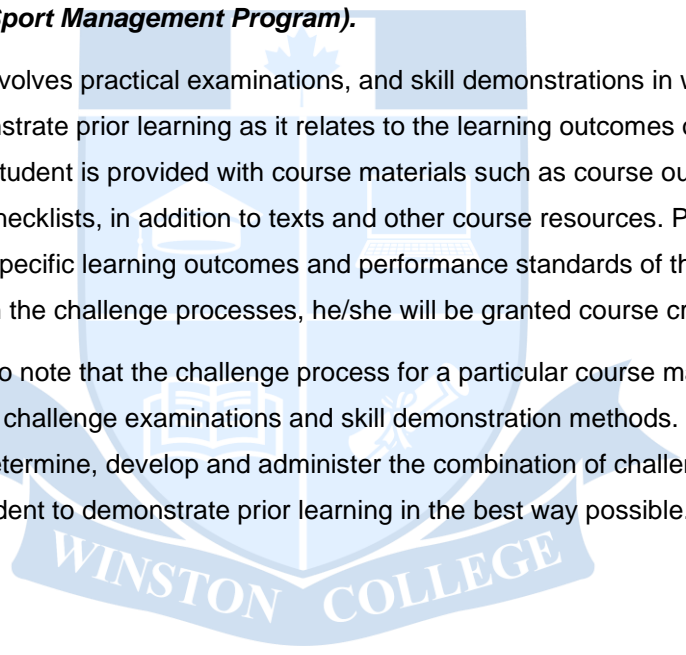 Sport Management Program).
volves practical examinations, and skill demonstrations in w
nstrate prior learning as it relates to the learning outcomes
student is provided with course materials such as course ou
hecklists, in addition to texts and other course resources. P
specific learning outcomes and performance standards of th
the challenge processes, he/she will be granted course cr
o note that the challenge process for a particular course ma
challenge examinations and skill demonstration methods.
etermine, develop and administer the combination of challen
dent to demonstrate prior learning in the best way possible.
WINSTON COLLEGE